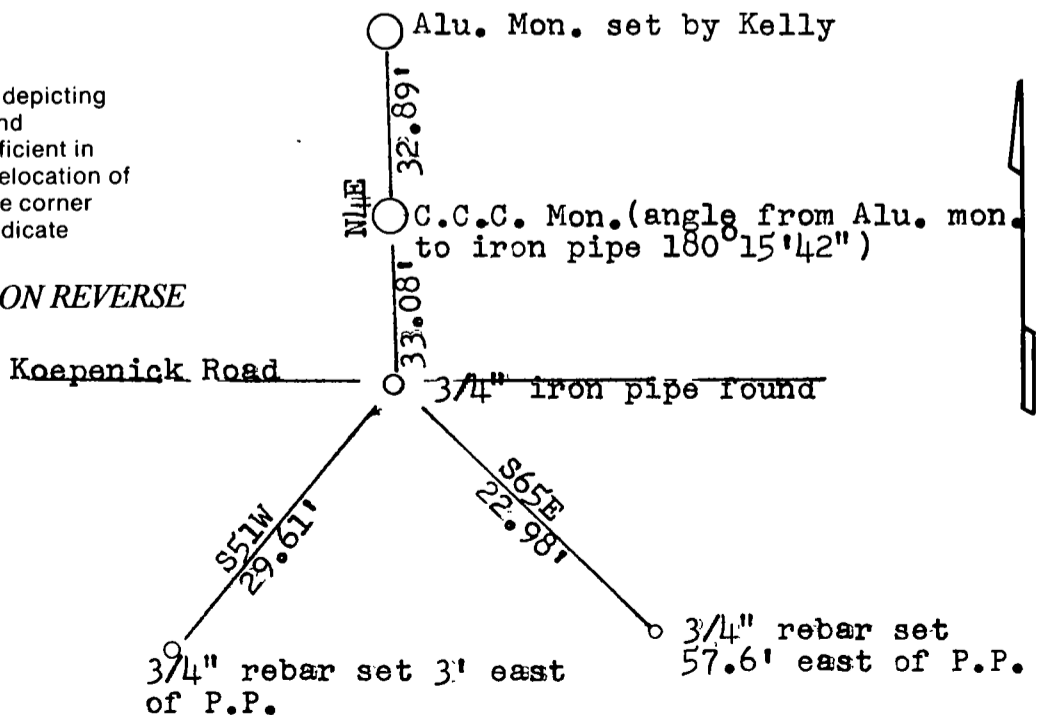 Alu. Mon. set by Kelly
depicting
nd
ficient in
elocation of
e corner
dicate
32.89'
N4E
C.C.C. Mon.(angle from Alu. mon.
to iron pipe 180°15'42")
ON REVERSE
33.08'
Koepenick Road
3/4" iron pipe found
S51W
29.61'
S65E
22.98'
3/4" rebar set 3' east
of P.P.
3/4" rebar set
57.6' east of P.P.